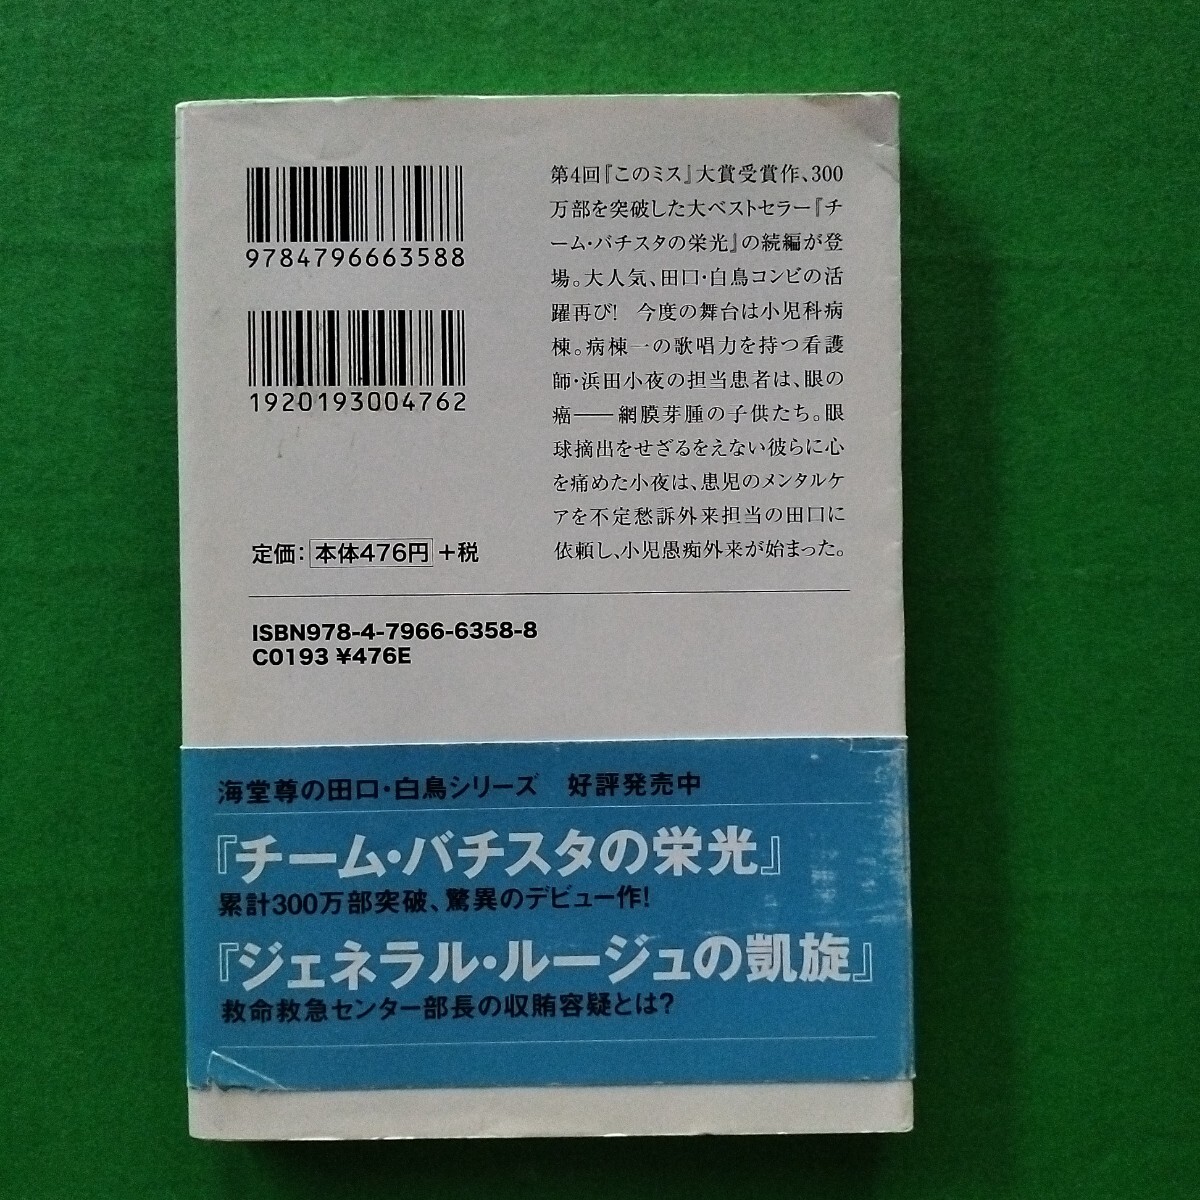 9784796663588
1920193004762
第4回『このミス』大賞受賞作、300
万部を突破した大ベストセラー『チ
ーム・バチスタの栄光』の続編が登
場。大人気、田口・白鳥コンビの活
躍再び! 今度の舞台は小児科病
棟。病棟一の歌唱力を持つ看護
師・浜田小夜の担当患者は、眼の
癌――網膜芽腫の子供たち。眼
球摘出をせざるをえない彼らに心
を痛めた小夜は、患児のメンタルケ
アを不定愁訴外来担当の田口に
依頼し、小児愚痴外来が始まった。
定価: 本体476円 +税
ISBN978-4-7966-6358-8
C0193 ¥476E
海堂尊の田口・白鳥シリーズ 好評発売中
『チーム・バチスタの栄光』
累計300万部突破、驚異のデビュー作!
『ジェネラル・ルージュの凱旋』
救命救急センター部長の収賄容疑とは?